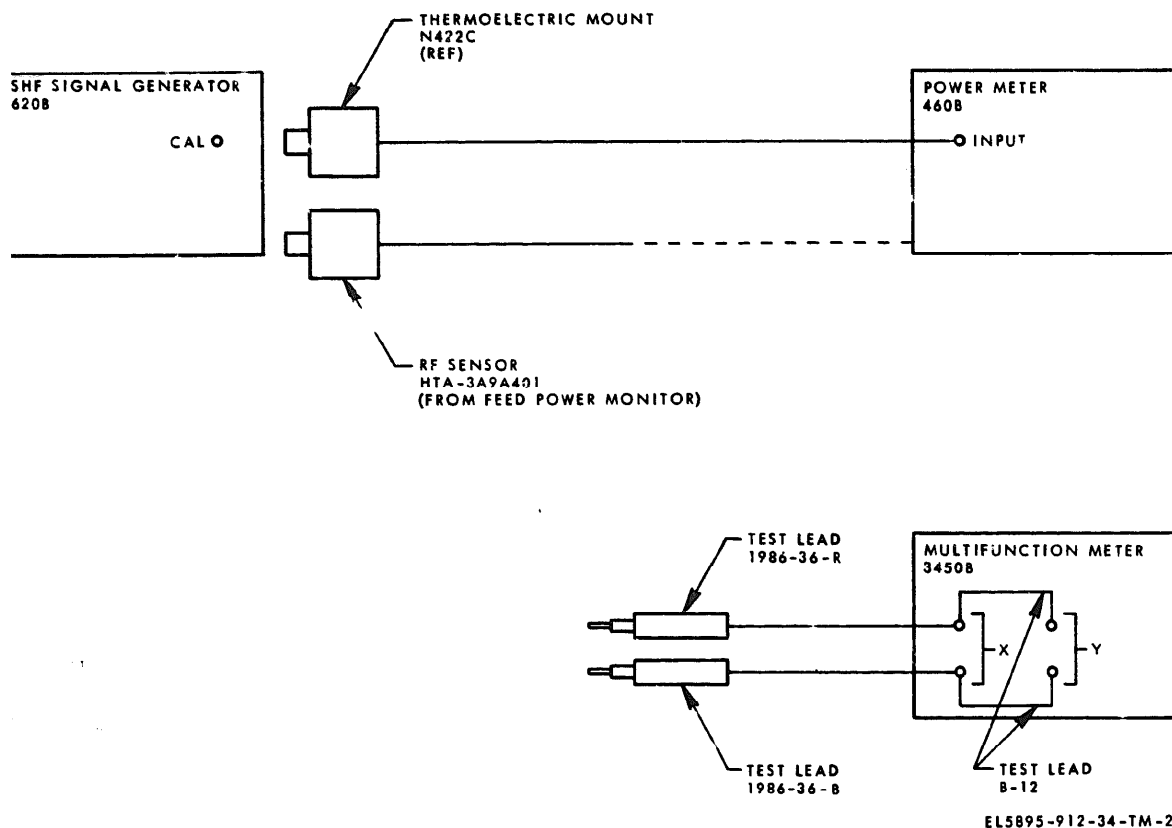 THERMOELECTRIC MOUNT
N422C
(REF)
SHF SIGNAL GENERATOR
620B
CAL
POWER METER
460B
INPUT
RF SENSOR
HTA-3A9A401
(FROM FEED POWER MONITOR)
TEST LEAD
1986-36-R
MULTIFUNCTION METER
3450B
X
Y
TEST LEAD
1986-36-B
TEST LEAD
B-12
EL5895-912-34-TM-2